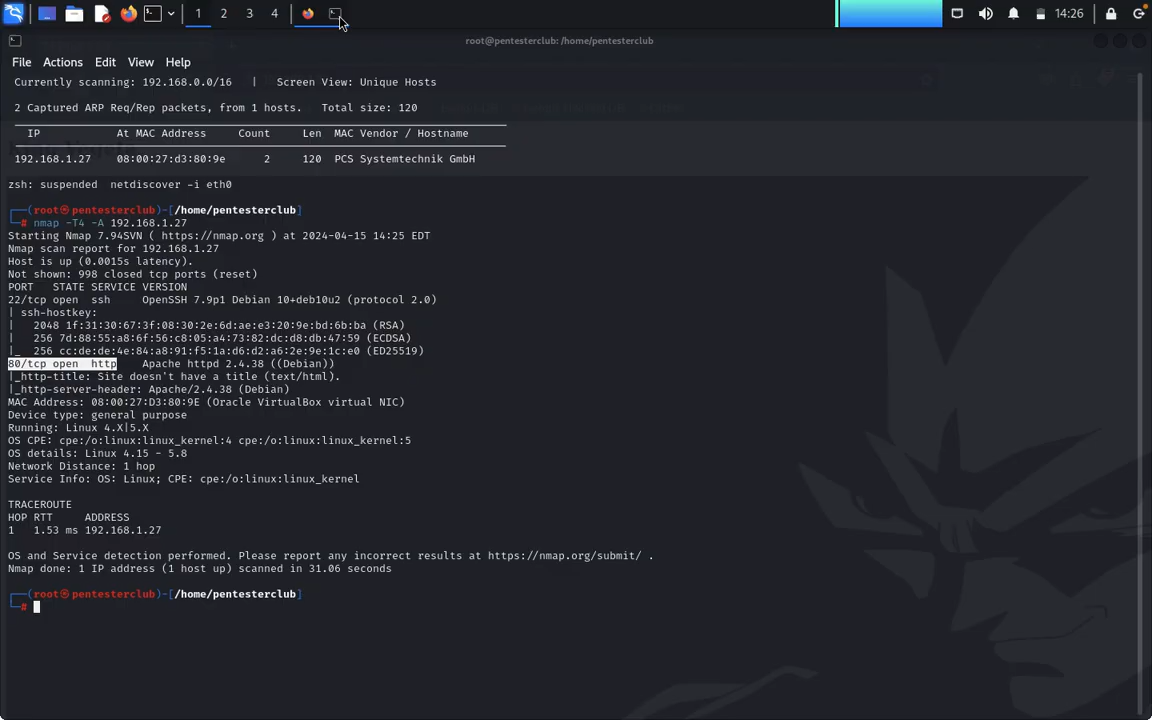 1 2 3 4
14:26
root@pentesterclub: /home/pentesterclub
File Actions Edit View Help
Currently scanning: 192.168.0.0/16 | Screen View: Unique Hosts
2 Captured ARP Req/Rep packets, from 1 hosts. Total size: 120
IP At MAC Address Count Len MAC Vendor / Hostname
192.168.1.27 08:00:27:d3:80:9e 2 120 PCS Systemtechnik GmbH
zsh: suspended netdiscover -i eth0
┌──(root㉿pentesterclub)-[/home/pentesterclub]
└─# nmap -T4 -A 192.168.1.27
Starting Nmap 7.94SVN ( https://nmap.org ) at 2024-04-15 14:25 EDT
Nmap scan report for 192.168.1.27
Host is up (0.0015s latency).
Not shown: 998 closed tcp ports (reset)
PORT STATE SERVICE VERSION
22/tcp open ssh OpenSSH 7.9p1 Debian 10+deb10u2 (protocol 2.0)
| ssh-hostkey:
| 2048 1f:31:30:67:3f:08:30:2e:6d:ae:e3:20:9e:bd:6b:ba (RSA)
| 256 7d:88:55:a8:6f:56:c8:05:a4:73:82:dc:d8:db:47:59 (ECDSA)
|_ 256 cc:de:de:4e:84:a8:91:f5:1a:d6:d2:a6:2e:9e:1c:e0 (ED25519)
80/tcp open http Apache httpd 2.4.38 ((Debian))
|_http-title: Site doesn't have a title (text/html).
|_http-server-header: Apache/2.4.38 (Debian)
MAC Address: 08:00:27:D3:80:9E (Oracle VirtualBox virtual NIC)
Device type: general purpose
Running: Linux 4.X|5.X
OS CPE: cpe:/o:linux:linux_kernel:4 cpe:/o:linux:linux_kernel:5
OS details: Linux 4.15 - 5.8
Network Distance: 1 hop
Service Info: OS: Linux; CPE: cpe:/o:linux:linux_kernel
TRACEROUTE
HOP RTT ADDRESS
1 1.53 ms 192.168.1.27
OS and Service detection performed. Please report any incorrect results at https://nmap.org/submit/ .
Nmap done: 1 IP address (1 host up) scanned in 31.06 seconds
┌──(root㉿pentesterclub)-[/home/pentesterclub]
└─#